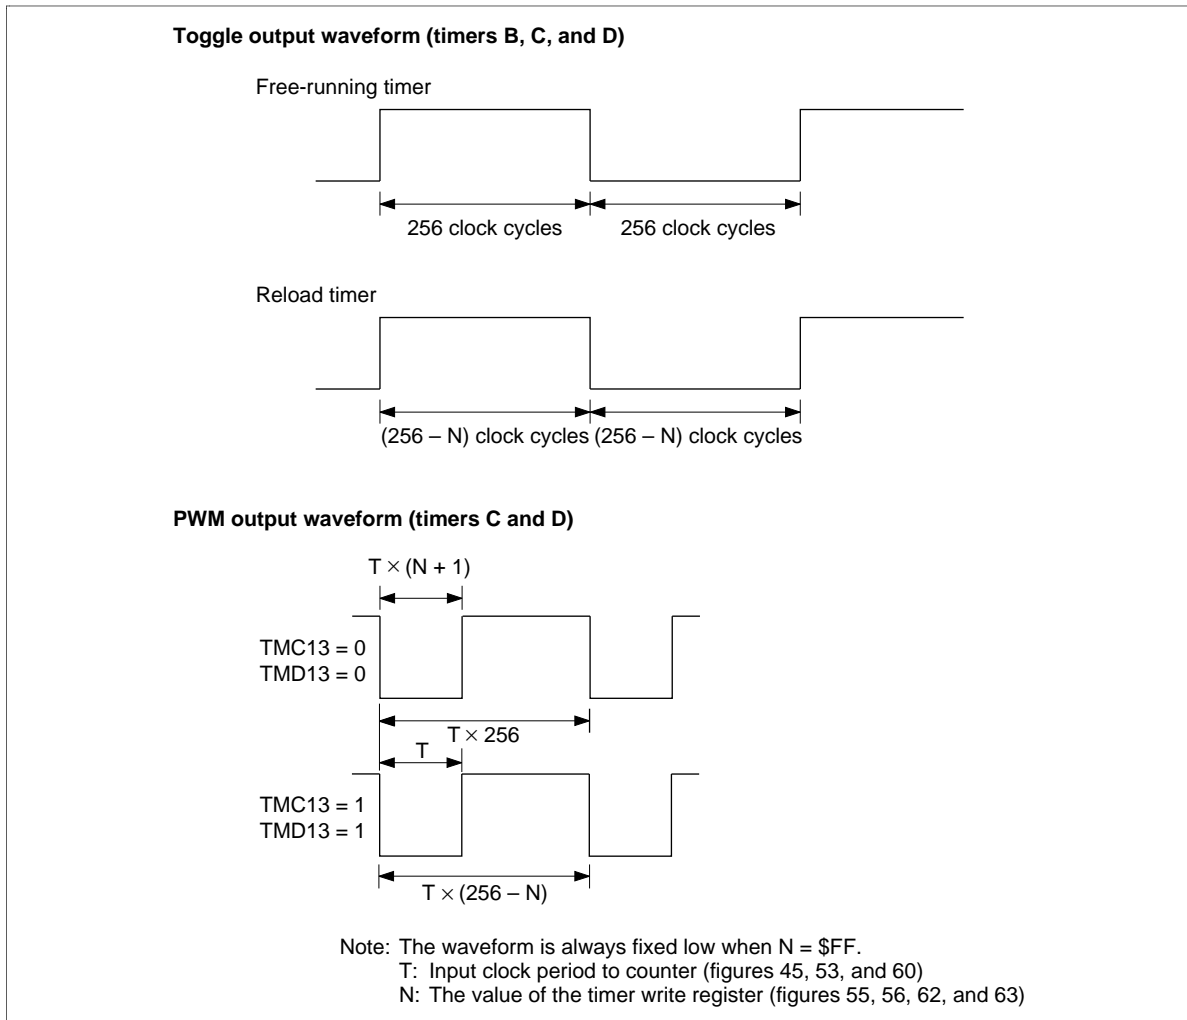 Toggle output waveform (timers B, C, and D)
Free-running timer
256 clock cycles 256 clock cycles
Reload timer
(256 – N) clock cycles (256 – N) clock cycles
PWM output waveform (timers C and D)
T × (N + 1)
TMC13 = 0
TMD13 = 0
T × 256
T
TMC13 = 1
TMD13 = 1
T × (256 – N)
Note: The waveform is always fixed low when N = $FF.
T: Input clock period to counter (figures 45, 53, and 60)
N: The value of the timer write register (figures 55, 56, 62, and 63)